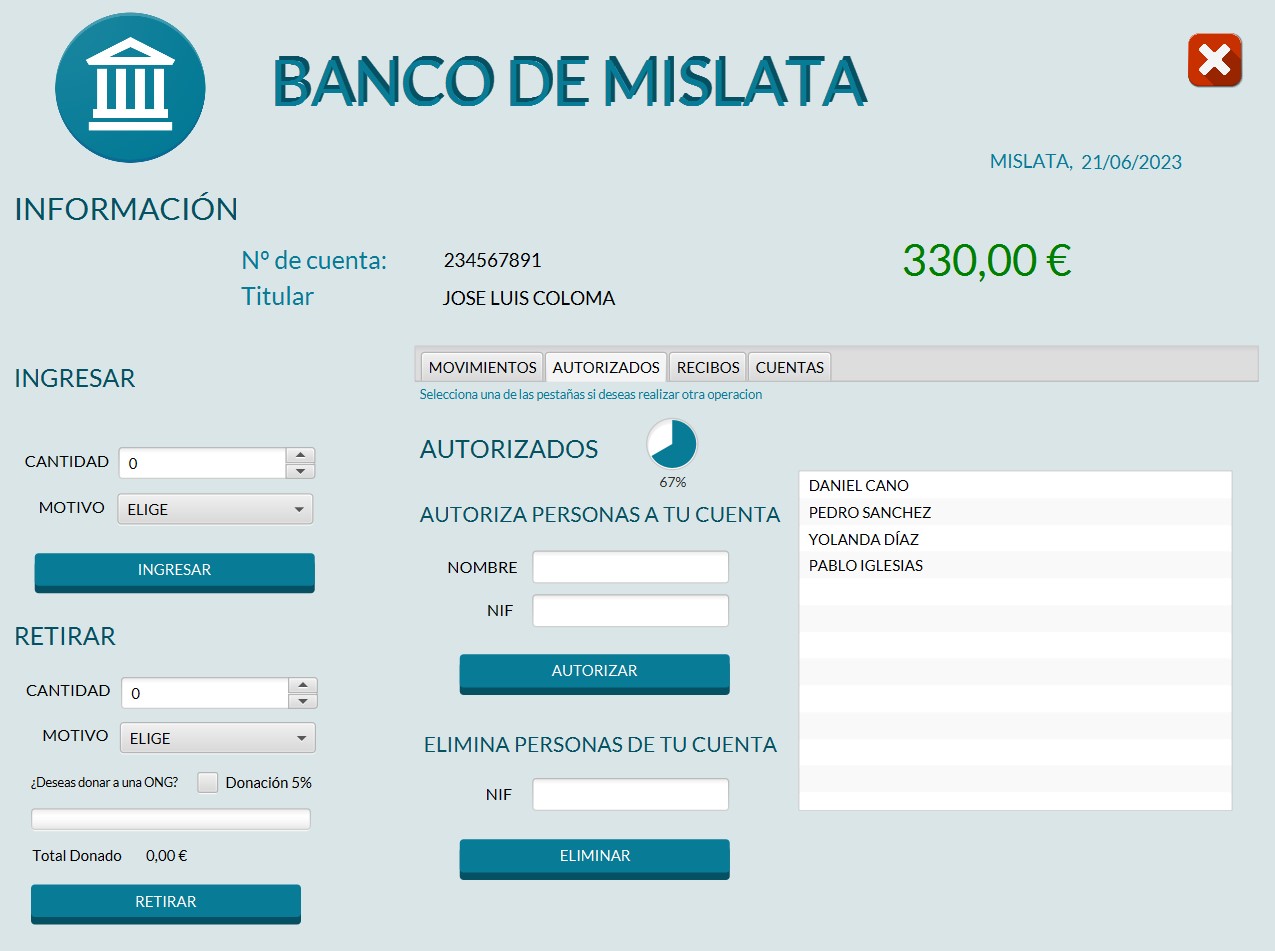 BANCO DE MISLATA
MISLATA, 21/06/2023
INFORMACIÓN
Nº de cuenta: 234567891
330,00 €
Titular JOSE LUIS COLOMA
INGRESAR
CANTIDAD 0
MOTIVO ELIGE
INGRESAR
RETIRAR
CANTIDAD 0
MOTIVO ELIGE
¿Deseas donar a una ONG? Donación 5%
Total Donado 0,00 €
RETIRAR
MOVIMIENTOS AUTORIZADOS RECIBOS CUENTAS
Selecciona una de las pestañas si deseas realizar otra operacion
AUTORIZADOS
67%
AUTORIZA PERSONAS A TU CUENTA
NOMBRE
NIF
AUTORIZAR
ELIMINA PERSONAS DE TU CUENTA
NIF
ELIMINAR
DANIEL CANO
PEDRO SANCHEZ
YOLANDA DÍAZ
PABLO IGLESIAS